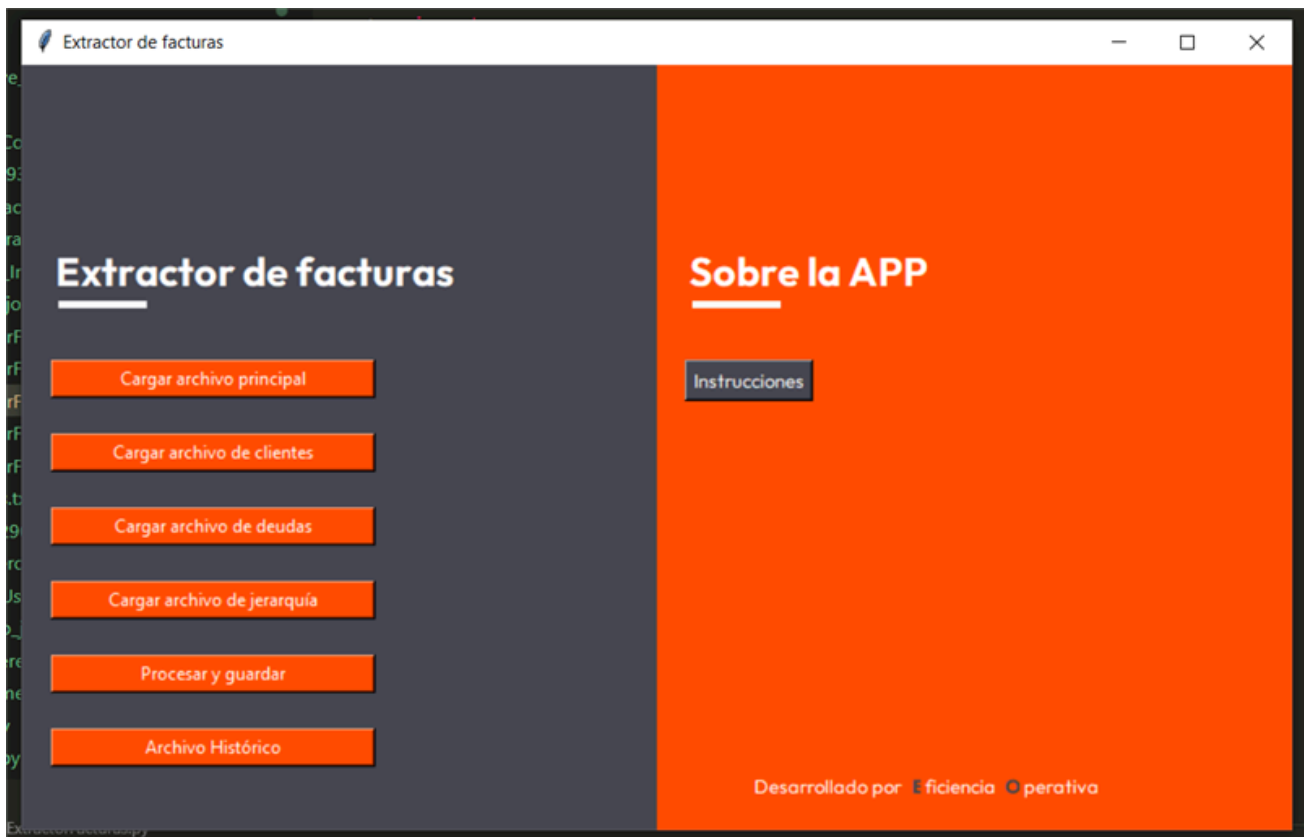 Extractor de facturas
Extractor de facturas
Cargar archivo principal
Cargar archivo de clientes
Cargar archivo de deudas
Cargar archivo de jerarquía
Procesar y guardar
Archivo Histórico
Sobre la APP
Instrucciones
Desarrollado por Eficiencia Operativa